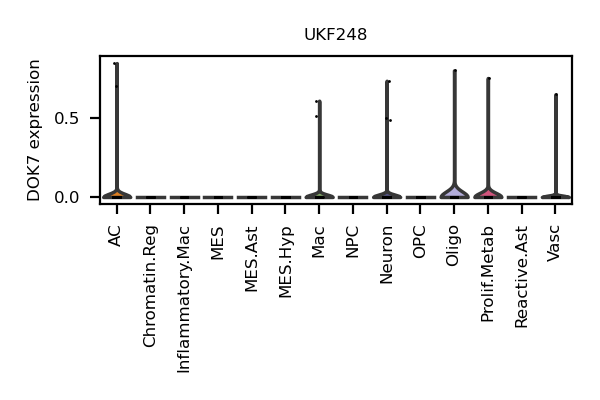 UKF248
DOK7 expression
0.5
0.0
AC
Chromatin.Reg
Inflammatory.Mac
MES
MES.Ast
MES.Hyp
Mac
NPC
Neuron
OPC
Oligo
Prolif.Metab
Reactive.Ast
Vasc